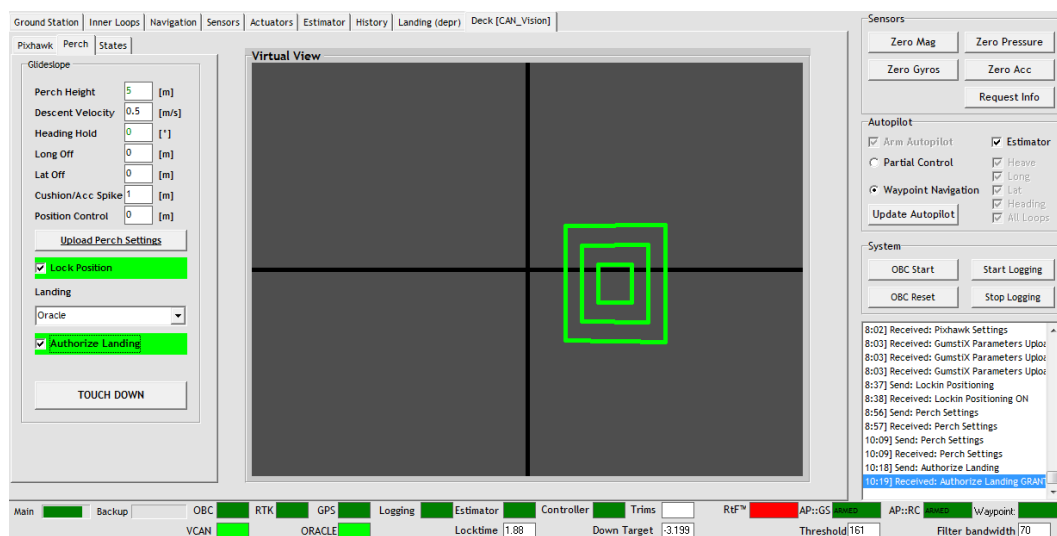 Ground Station Inner Loops Navigation Sensors Actuators Estimator History Landing (depr) Deck [CAN_Vision]
Pixhawk Perch States
Glideslope
Perch Height 5 [m]
Descent Velocity 0.5 [m/s]
Heading Hold 0 [°]
Long Off 0 [m]
Lat Off 0 [m]
Cushion/Acc Spike 1 [m]
Position Control 0 [m]
Upload Perch Settings
Lock Position
Landing
Oracle
Authorize Landing
TOUCH DOWN
Virtual View
Sensors
Zero Mag Zero Pressure
Zero Gyros Zero Acc
Request Info
Autopilot
Arm Autopilot Estimator
Partial Control Heave
Long
Waypoint Navigation Lat
Heading
Update Autopilot All Loops
System
OBC Start Start Logging
OBC Reset Stop Logging
8:02] Received: Pixhawk Settings
8:03] Received: GumstiX Parameters Uploa
8:03] Received: GumstiX Parameters Uploa
8:03] Received: GumstiX Parameters Uploa
8:37] Send: Lockin Positioning
8:38] Received: Lockin Positioning ON
8:56] Send: Perch Settings
8:57] Received: Perch Settings
10:09] Send: Perch Settings
10:09] Received: Perch Settings
10:18] Send: Authorize Landing
10:19] Received: Authorize Landing GRANT
Main Backup OBC RTK GPS Logging Estimator Controller Trims RtF™ AP::GS ARMED AP::RC ARMED Waypoint
VCAN ORACLE Locktime 1.88 Down Target -3.199 Threshold 161 Filter bandwidth 70